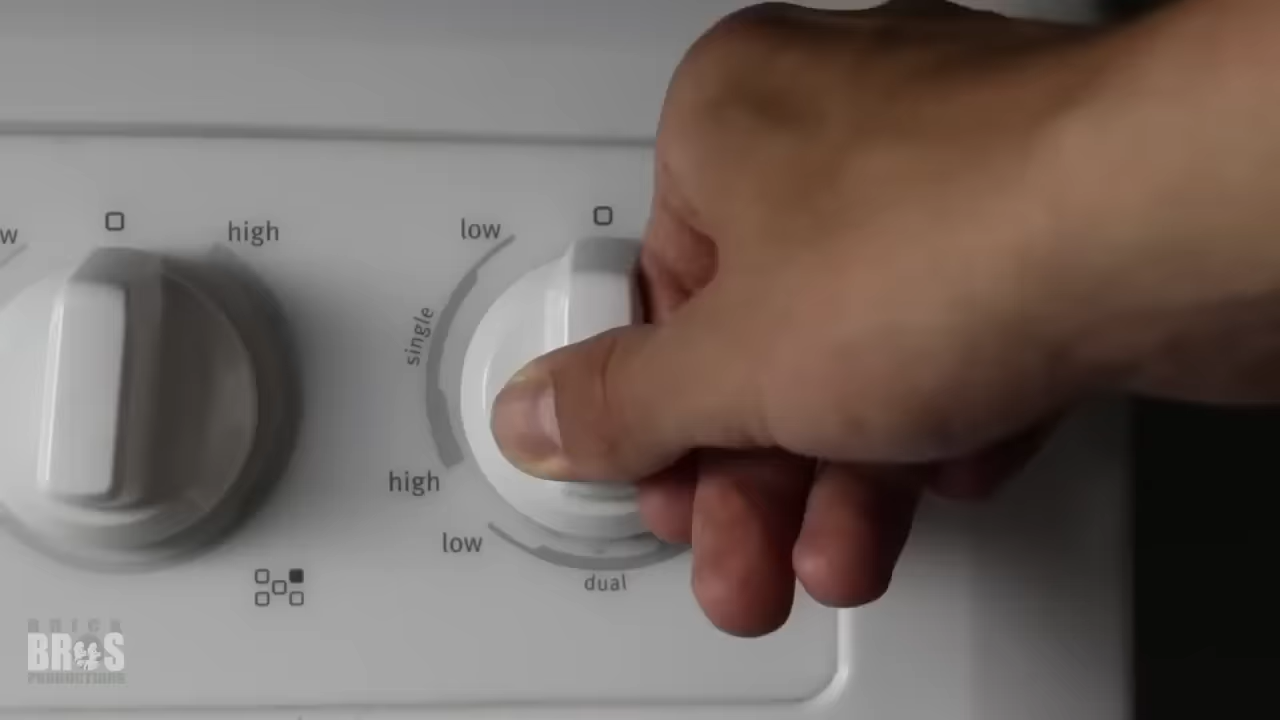 high
low
single
high
low
dual
BRICK
BROS
PRODUCTIONS